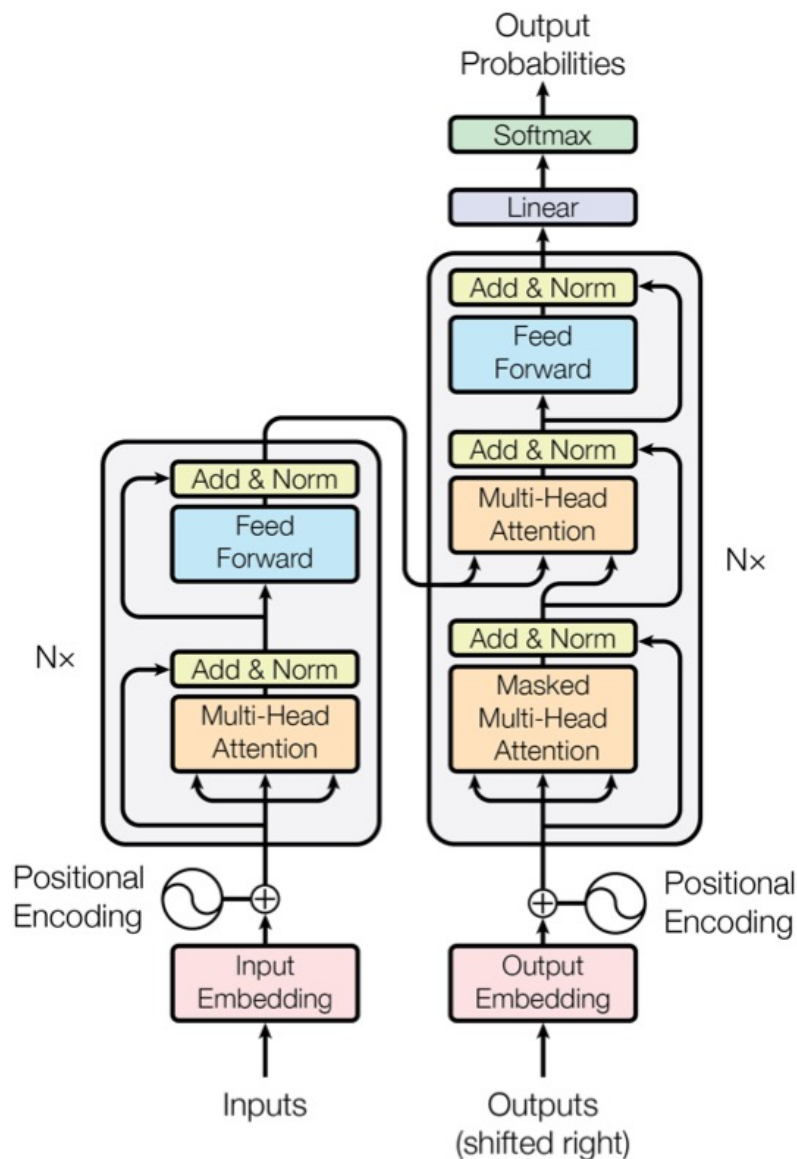 Output
Probabilities
Softmax
Linear
Add & Norm
Feed
Forward
Add & Norm
Multi-Head
Attention
Add & Norm
Masked
Multi-Head
Attention
N×
Add & Norm
Feed
Forward
Add & Norm
Multi-Head
Attention
N×
Positional
Encoding
Positional
Encoding
Input
Embedding
Output
Embedding
Inputs
Outputs
(shifted right)